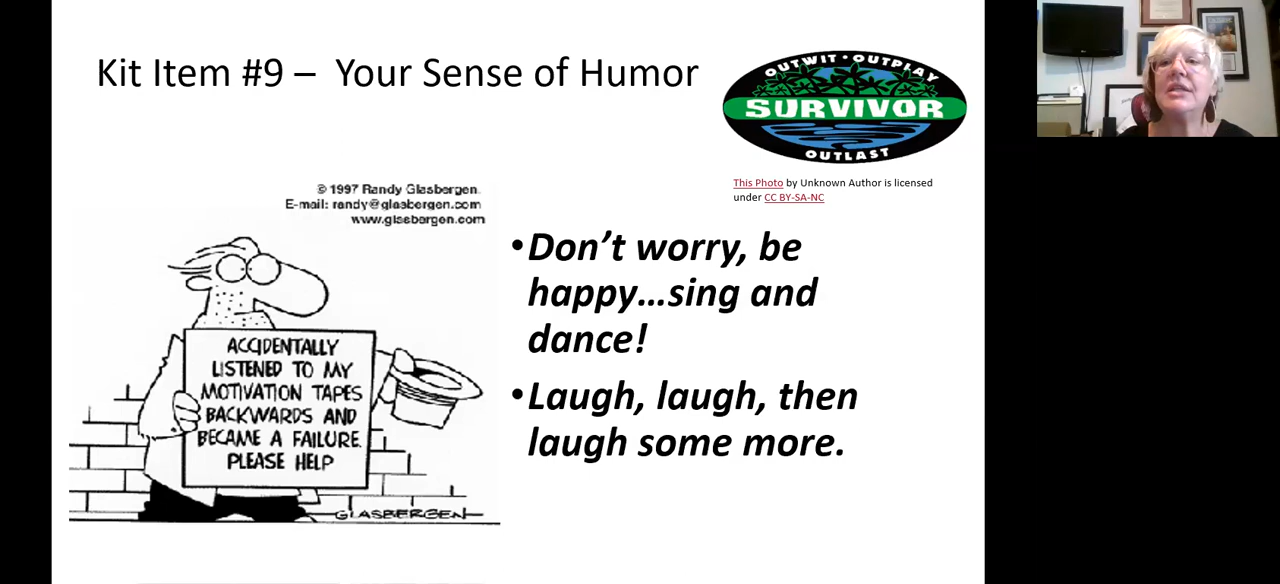 Kit Item #9 – Your Sense of Humor
OUTWIT • OUTPLAY
SURVIVOR
OUTLAST
This Photo by Unknown Author is licensed
under CC BY-SA-NC
© 1997 Randy Glasbergen.
E-mail: randy@glasbergen.com
www.glasbergen.com
ACCIDENTALLY
LISTENED TO MY
MOTIVATION TAPES
BACKWARDS AND
BECAME A FAILURE.
PLEASE HELP
GLASBERGEN
•Don’t worry, be
happy...sing and
dance!
•Laugh, laugh, then
laugh some more.